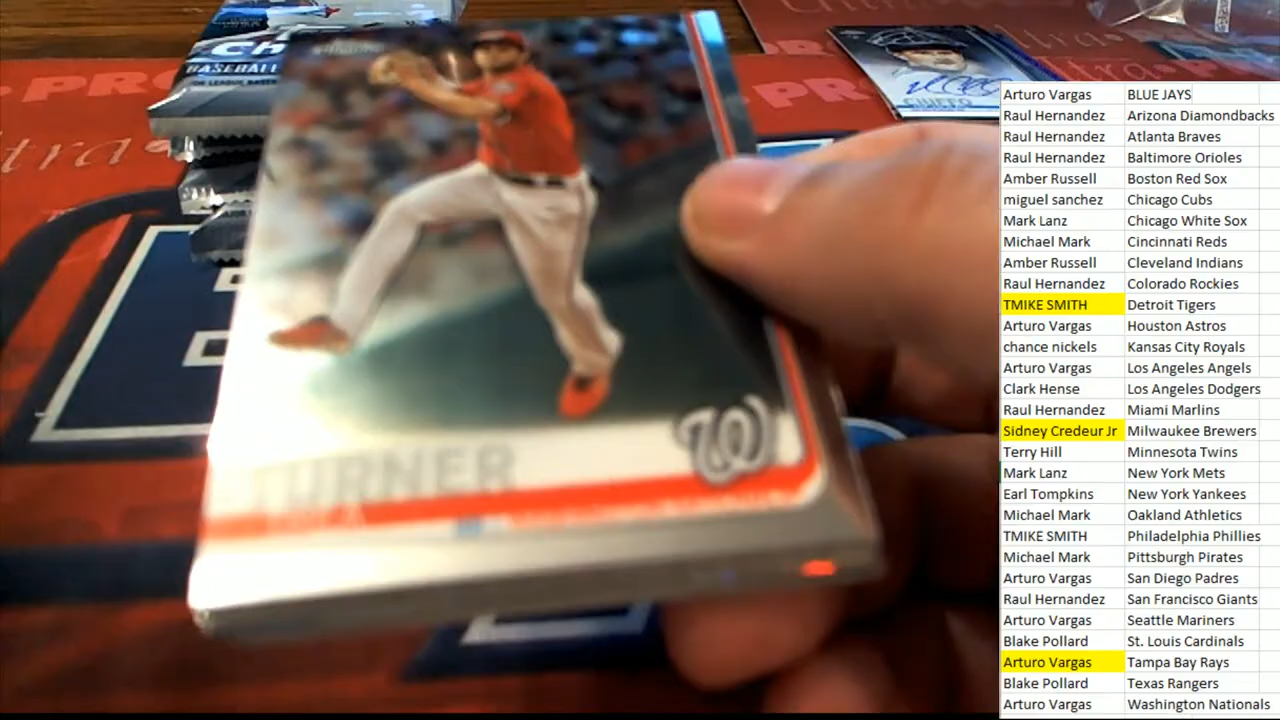 Ch
BASEBALL
W
Arturo Vargas BLUE JAYS
Raul Hernandez Arizona Diamondbacks
Raul Hernandez Atlanta Braves
Raul Hernandez Baltimore Orioles
Amber Russell Boston Red Sox
miguel sanchez Chicago Cubs
Mark Lanz Chicago White Sox
Michael Mark Cincinnati Reds
Amber Russell Cleveland Indians
Raul Hernandez Colorado Rockies
TMIKE SMITH Detroit Tigers
Arturo Vargas Houston Astros
chance nickels Kansas City Royals
Arturo Vargas Los Angeles Angels
Clark Hense Los Angeles Dodgers
Raul Hernandez Miami Marlins
Sidney Credeur Jr Milwaukee Brewers
Terry Hill Minnesota Twins
Mark Lanz New York Mets
Earl Tompkins New York Yankees
Michael Mark Oakland Athletics
TMIKE SMITH Philadelphia Phillies
Michael Mark Pittsburgh Pirates
Arturo Vargas San Diego Padres
Raul Hernandez San Francisco Giants
Arturo Vargas Seattle Mariners
Blake Pollard St. Louis Cardinals
Arturo Vargas Tampa Bay Rays
Blake Pollard Texas Rangers
Arturo Vargas Washington Nationals